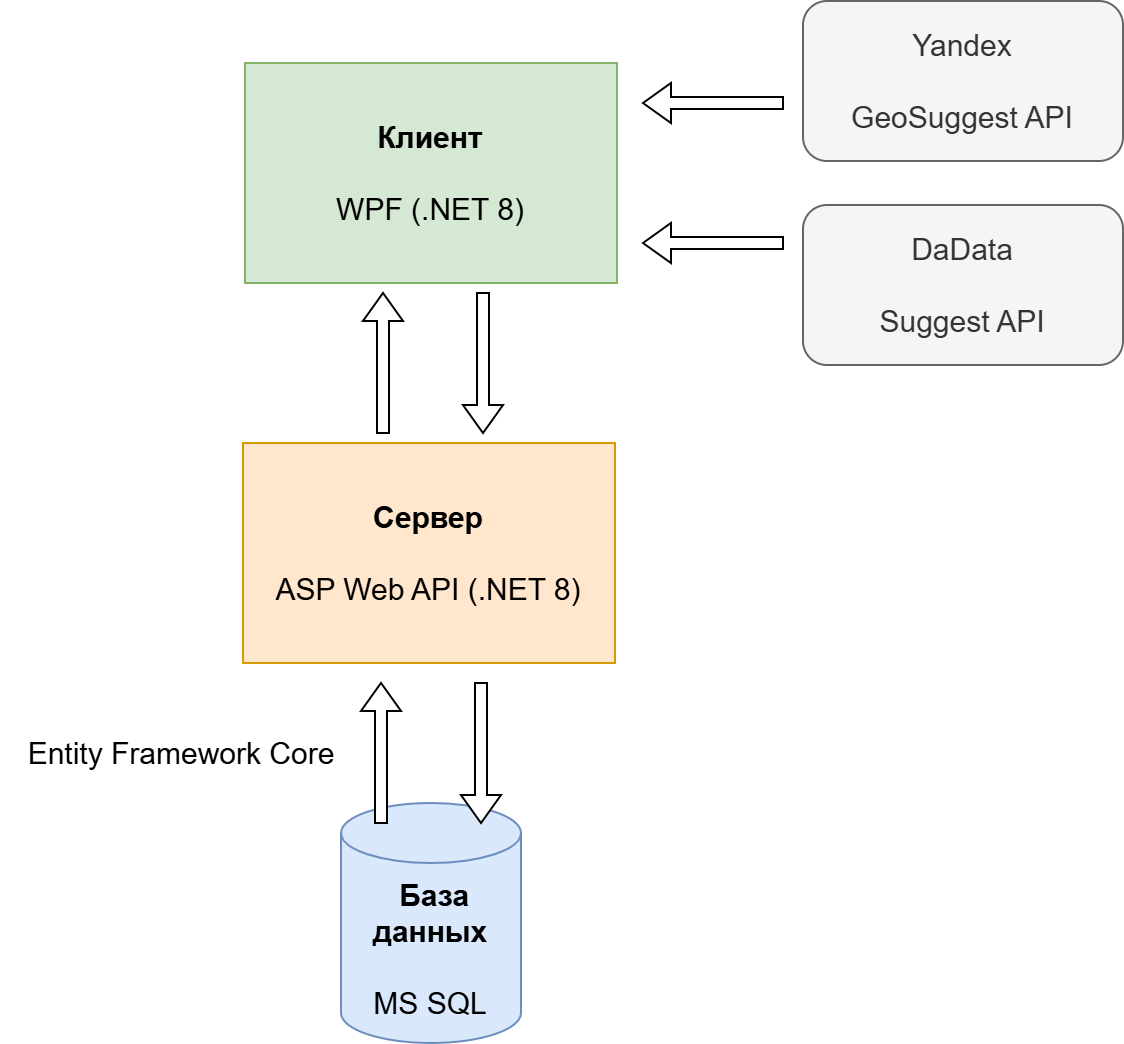 Yandex
GeoSuggest API
Клиент
WPF (.NET 8)
DaData
Suggest API
Сервер
ASP Web API (.NET 8)
Entity Framework Core
База
данных
MS SQL